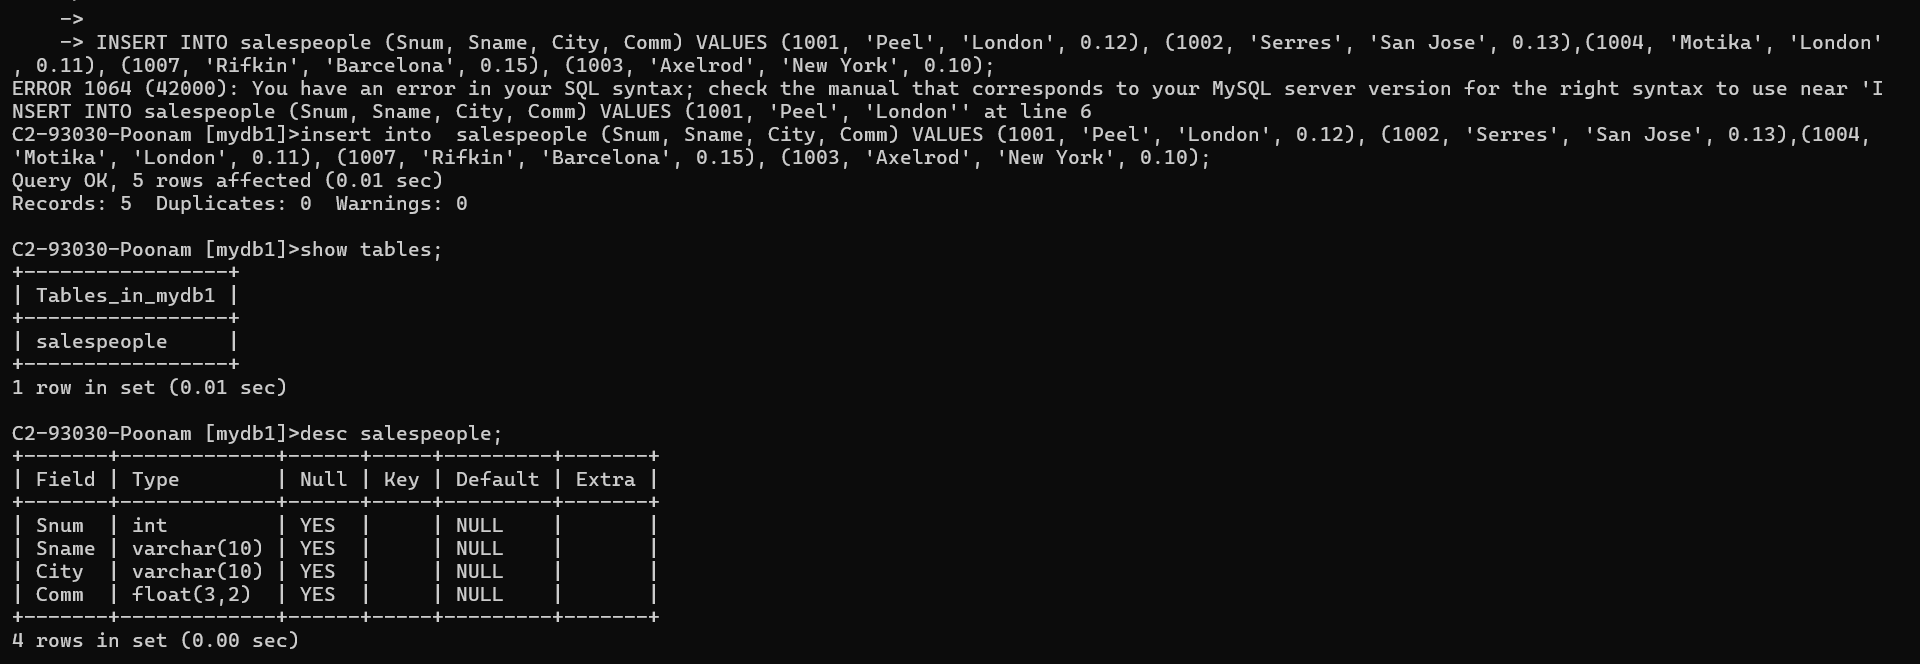 ->
-> INSERT INTO salespeople (Snum, Sname, City, Comm) VALUES (1001, 'Peel', 'London', 0.12), (1002, 'Serres', 'San Jose', 0.13),(1004, 'Motika', 'London'
, 0.11), (1007, 'Rifkin', 'Barcelona', 0.15), (1003, 'Axelrod', 'New York', 0.10);
ERROR 1064 (42000): You have an error in your SQL syntax; check the manual that corresponds to your MySQL server version for the right syntax to use near 'I
NSERT INTO salespeople (Snum, Sname, City, Comm) VALUES (1001, 'Peel', 'London'' at line 6
C2-93030-Poonam [mydb1]>insert into  salespeople (Snum, Sname, City, Comm) VALUES (1001, 'Peel', 'London', 0.12), (1002, 'Serres', 'San Jose', 0.13),(1004,
'Motika', 'London', 0.11), (1007, 'Rifkin', 'Barcelona', 0.15), (1003, 'Axelrod', 'New York', 0.10);
Query OK, 5 rows affected (0.01 sec)
Records: 5  Duplicates: 0  Warnings: 0

C2-93030-Poonam [mydb1]>show tables;
+-----------------+
| Tables_in_mydb1 |
+-----------------+
| salespeople     |
+-----------------+
1 row in set (0.01 sec)

C2-93030-Poonam [mydb1]>desc salespeople;
+-------+-------------+------+-----+---------+-------+
| Field | Type        | Null | Key | Default | Extra |
+-------+-------------+------+-----+---------+-------+
| Snum  | int         | YES  |     | NULL    |       |
| Sname | varchar(10) | YES  |     | NULL    |       |
| City  | varchar(10) | YES  |     | NULL    |       |
| Comm  | float(3,2)  | YES  |     | NULL    |       |
+-------+-------------+------+-----+---------+-------+
4 rows in set (0.00 sec)